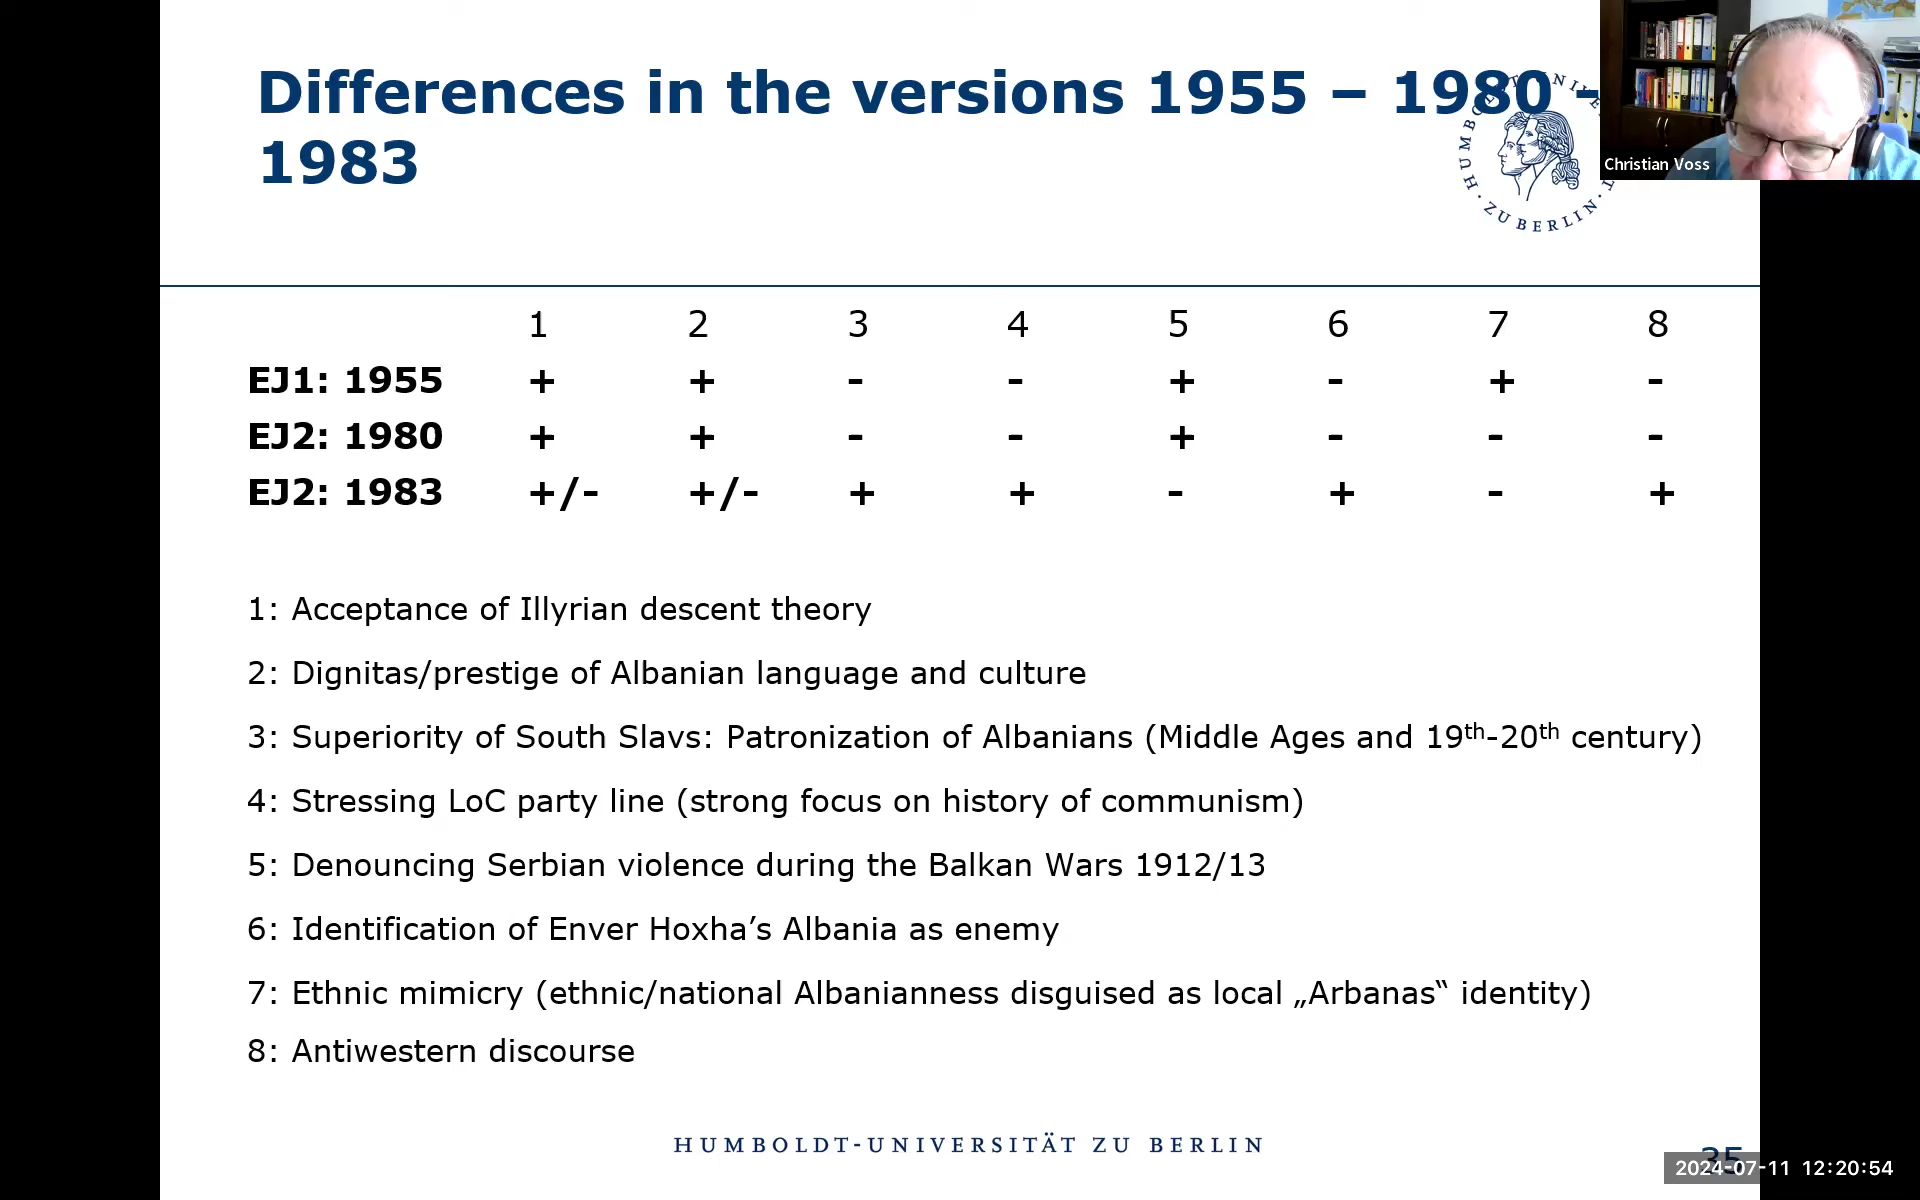 Differences in the versions 1955 – 1980 –
1983
Christian Voss
HUMBOLDT-UNIVE
T · ZU BERLIN ·
1 2 3 4 5 6 7 8
EJ1: 1955 + + - - + - + -
EJ2: 1980 + + - - + - - -
EJ2: 1983 +/- +/- + + - + - +
1: Acceptance of Illyrian descent theory
2: Dignitas/prestige of Albanian language and culture
3: Superiority of South Slavs: Patronization of Albanians (Middle Ages and 19th-20th century)
4: Stressing LoC party line (strong focus on history of communism)
5: Denouncing Serbian violence during the Balkan Wars 1912/13
6: Identification of Enver Hoxha’s Albania as enemy
7: Ethnic mimicry (ethnic/national Albanianness disguised as local „Arbanas“ identity)
8: Antiwestern discourse
HUMBOLDT-UNIVERSITÄT ZU BERLIN
35
2024-07-11 12:20:54